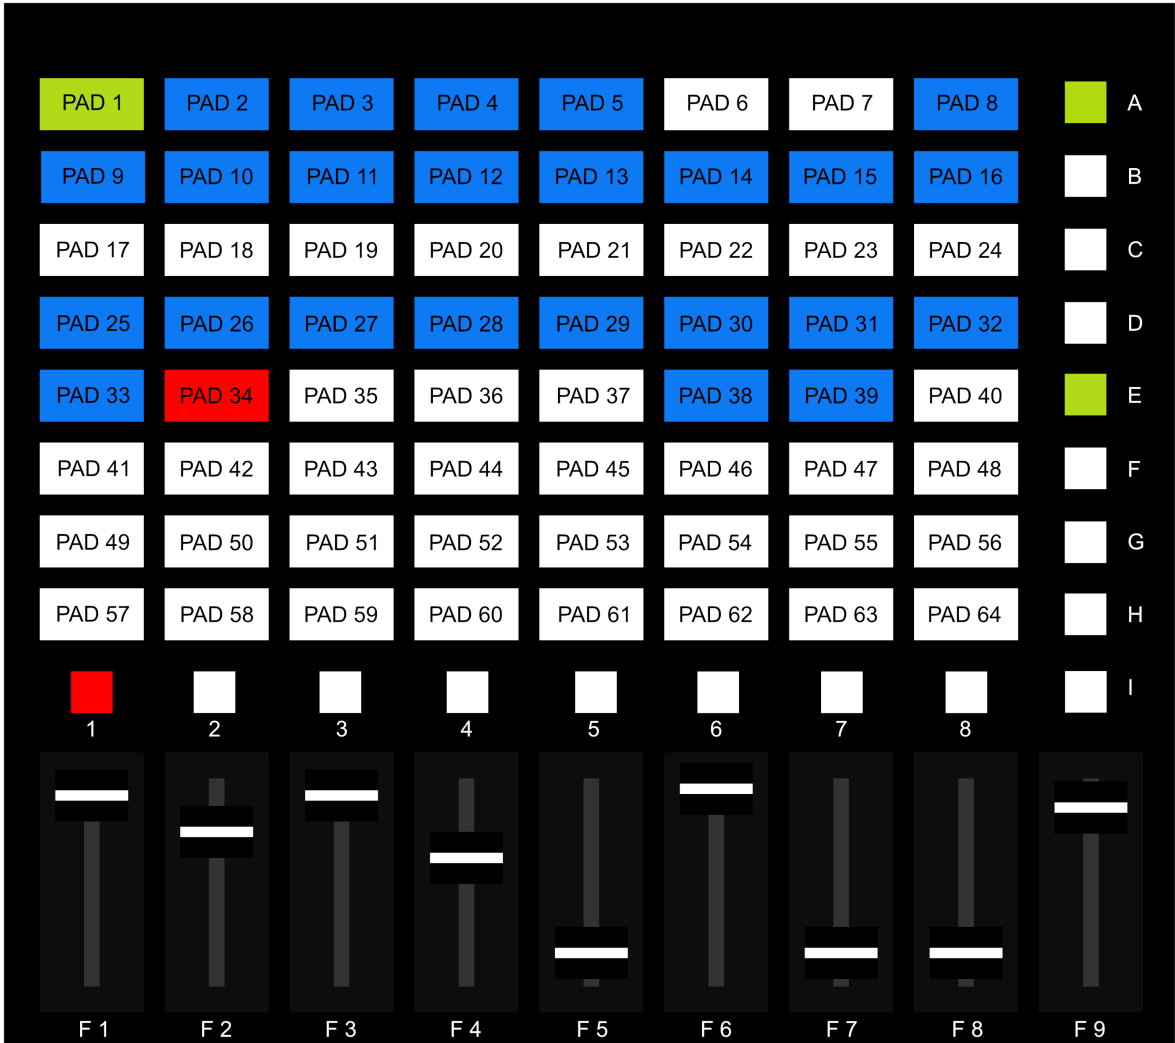 PAD 1 PAD 2 PAD 3 PAD 4 PAD 5 PAD 6 PAD 7 PAD 8 A
PAD 9 PAD 10 PAD 11 PAD 12 PAD 13 PAD 14 PAD 15 PAD 16 B
PAD 17 PAD 18 PAD 19 PAD 20 PAD 21 PAD 22 PAD 23 PAD 24 C
PAD 25 PAD 26 PAD 27 PAD 28 PAD 29 PAD 30 PAD 31 PAD 32 D
PAD 33 PAD 34 PAD 35 PAD 36 PAD 37 PAD 38 PAD 39 PAD 40 E
PAD 41 PAD 42 PAD 43 PAD 44 PAD 45 PAD 46 PAD 47 PAD 48 F
PAD 49 PAD 50 PAD 51 PAD 52 PAD 53 PAD 54 PAD 55 PAD 56 G
PAD 57 PAD 58 PAD 59 PAD 60 PAD 61 PAD 62 PAD 63 PAD 64 H
I
1 2 3 4 5 6 7 8
F 1 F 2 F 3 F 4 F 5 F 6 F 7 F 8 F 9